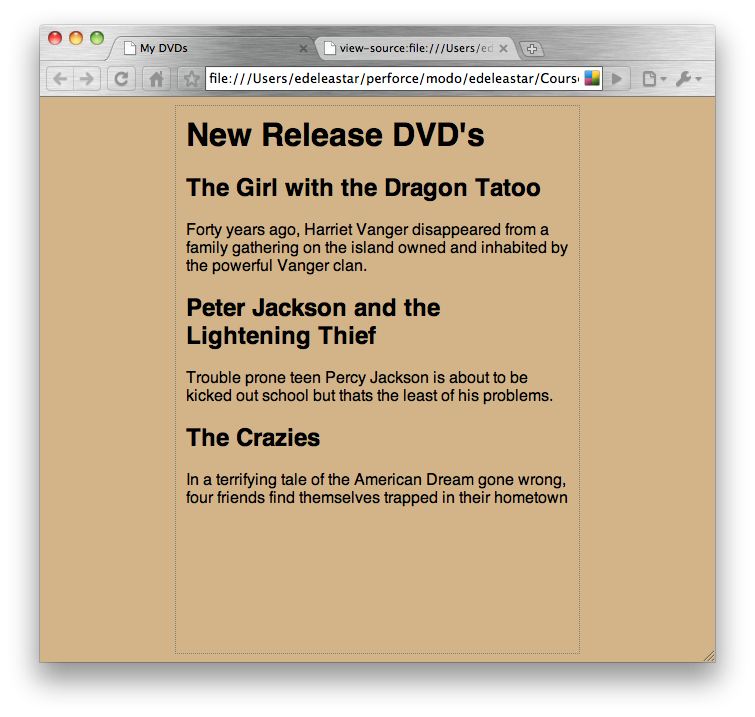 My DVDs
view-source:file:///Users/ed
file:///Users/edeleastar/perforce/modo/edeleastar/Cours
New Release DVD's
The Girl with the Dragon Tatoo
Forty years ago, Harriet Vanger disappeared from a
family gathering on the island owned and inhabited by
the powerful Vanger clan.
Peter Jackson and the
Lightening Thief
Trouble prone teen Percy Jackson is about to be
kicked out school but thats the least of his problems.
The Crazies
In a terrifying tale of the American Dream gone wrong,
four friends find themselves trapped in their hometown